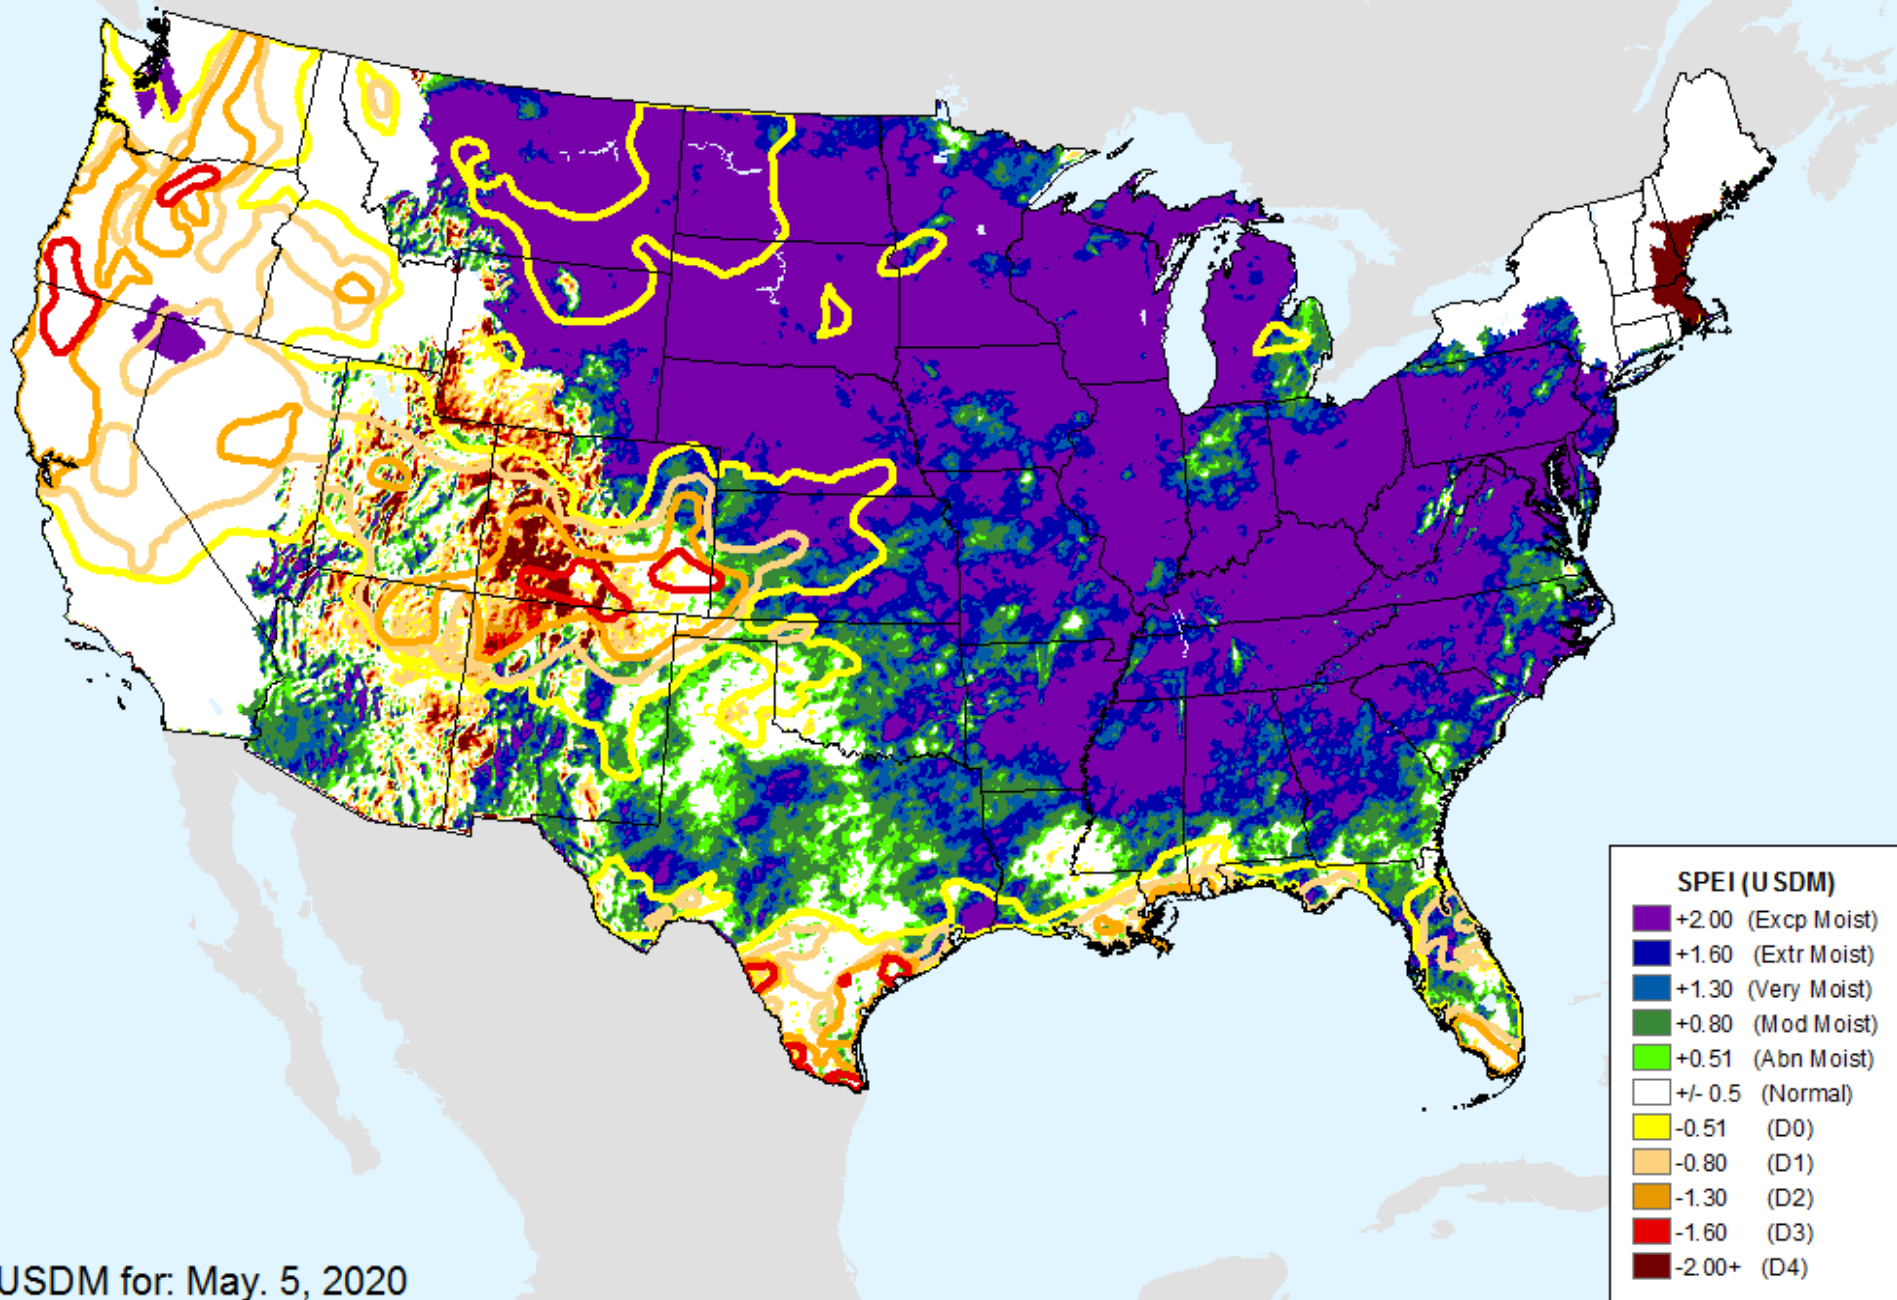 SPEI (USDM)
+2.00 (Excp Moist)
+1.60 (Extr Moist)
+1.30 (Very Moist)
+0.80 (Mod Moist)
+0.51 (Abn Moist)
+/- 0.5 (Normal)
-0.51 (D0)
-0.80 (D1)
-1.30 (D2)
-1.60 (D3)
-2.00+ (D4)
USDM for: May. 5, 2020